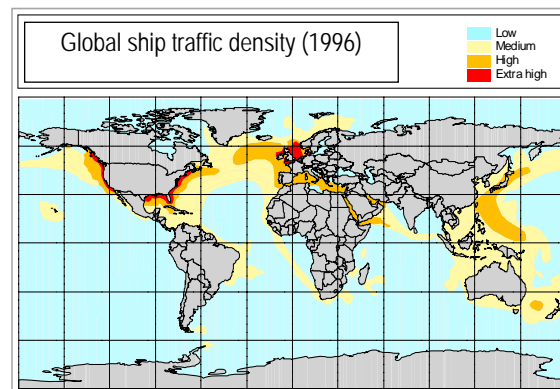 Global ship traffic density (1996)
Low
Medium
High
Extra high